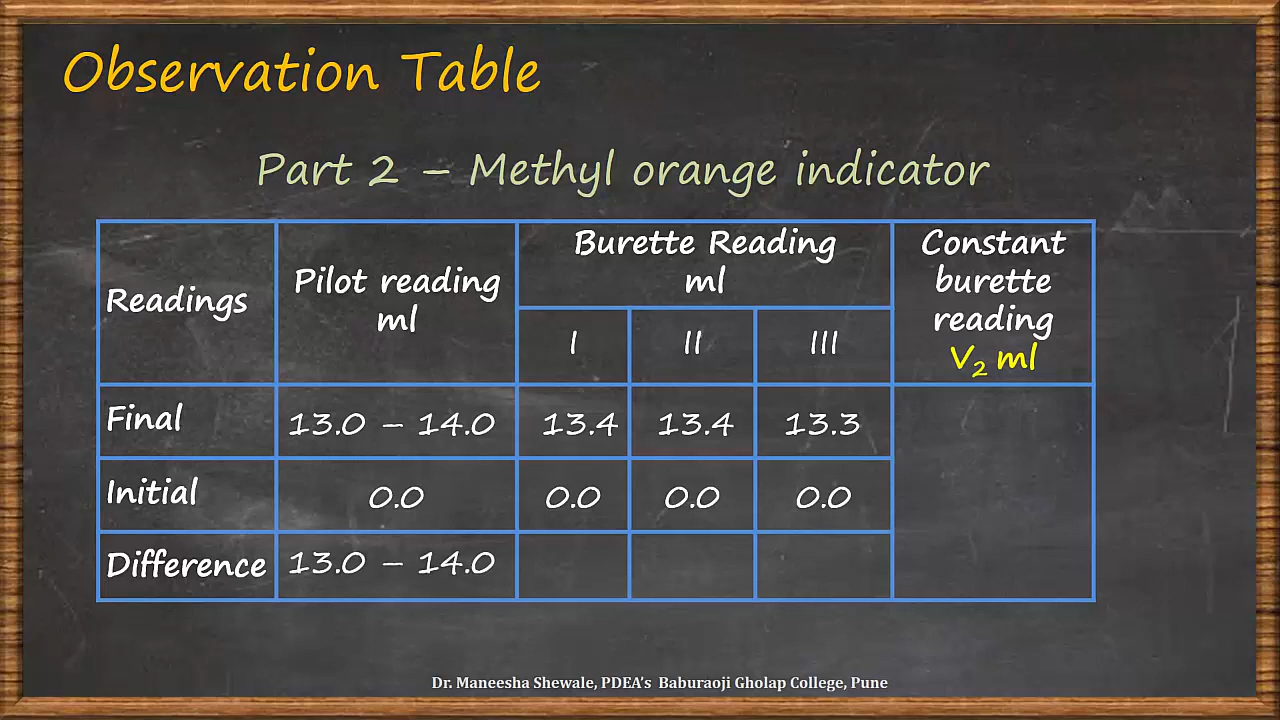 Observation Table
Part 2 – Methyl orange indicator
Readings
Pilot reading
ml
Burette Reading
ml
I II III
Constant
burette
reading
V₂ ml
Final 13.0 – 14.0 13.4 13.4 13.3
Initial 0.0 0.0 0.0 0.0
Difference 13.0 – 14.0
Dr. Maneesha Shewale, PDEA's Baburaoji Gholap College, Pune